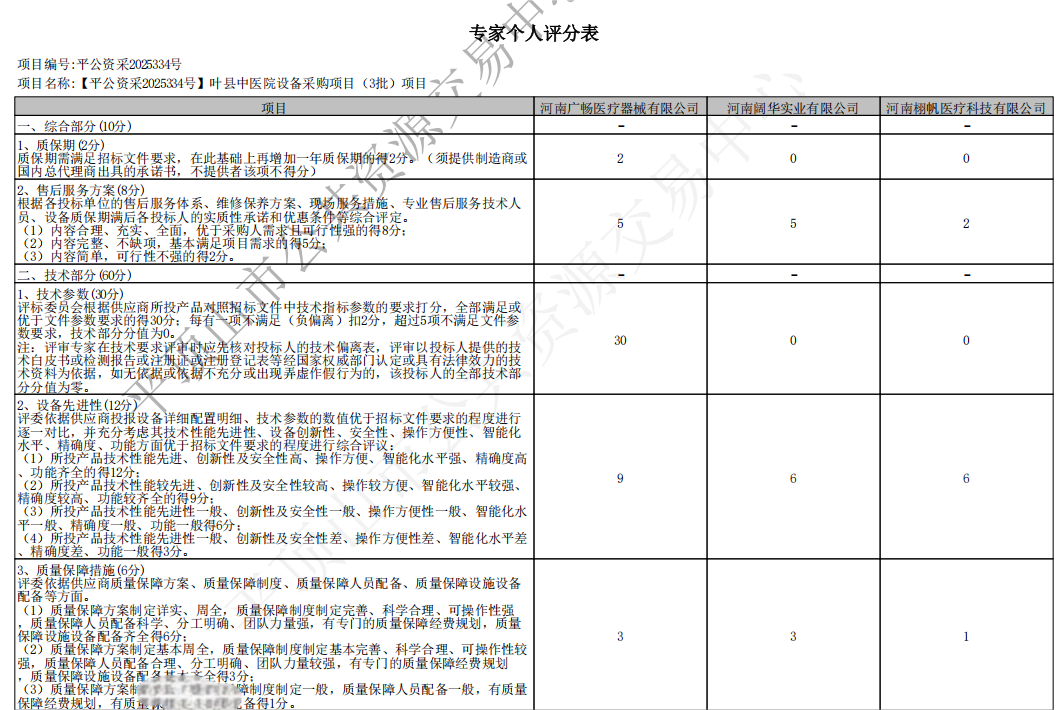 专家个人评分表
项目编号:平公资采2025334号
项目名称:【平公资采2025334号】叶县中医院设备采购项目（3批）项目
项目 河南广畅医疗器械有限公司 河南阔华实业有限公司 河南栩帆医疗科技有限公司
一、综合部分(10分) - - -
1、质保期(2分)
质保期需满足招标文件要求，在此基础上再增加一年质保期的得2分。（须提供制造商或
国内总代理商出具的承诺书，不提供者该项不得分） 2 0 0
2、售后服务方案(8分)
根据各投标单位的售后服务体系、维修保养方案、现场服务措施、专业售后服务技术人
员、设备质保期满后各投标人的实质性承诺和优惠条件等综合评定。
（1）内容合理、充实、全面，优于采购人需求且可行性强的得8分；
（2）内容完整、不缺项，基本满足项目需求的得5分；
（3）内容简单，可行性不强的得2分。 5 5 2
二、技术部分(60分) - - -
1、技术参数(30分)
评标委员会根据供应商所投产品对照招标文件中技术指标参数的要求打分，全部满足或
优于文件参数要求的得30分；每有一项不满足（负偏离）扣2分，超过5项不满足文件参
数要求，技术部分分值为0。
注：评审专家在技术要求评审时应先核对投标人的技术偏离表，评审以投标人提供的技
术白皮书或检测报告或注册证或注册登记表等经国家权威部门认定或具有法律效力的技
术资料为依据，如无依据或依据不充分或出现弄虚作假行为的，该投标人的全部技术部
分分值为零。 30 0 0
2、设备先进性(12分)
评委依据供应商投报设备详细配置明细、技术参数的数值优于招标文件要求的程度进行
逐一对比，并充分考虑其技术性能先进性、设备创新性、安全性、操作方便性、智能化
水平、精确度、功能方面优于招标文件要求的程度进行综合评议；
（1）所投产品技术性能先进、创新性及安全性高、操作方便、智能化水平强、精确度高
、功能齐全的得12分；
（2）所投产品技术性能较先进、创新性及安全性较高、操作较方便、智能化水平较强、
精确度较高、功能较齐全的得9分；
（3）所投产品技术性能先进性一般、创新性及安全性一般、操作方便性一般、智能化水
平一般、精确度一般、功能一般得6分；
（4）所投产品技术性能先进性一般、创新性及安全性差、操作方便性差、智能化水平差
、精确度差、功能一般得3分。 9 6 6
3、质量保障措施(6分)
评委依据供应商质量保障方案、质量保障制度、质量保障人员配备、质量保障设施设备
配备等方面。
（1）质量保障方案制定详实、周全，质量保障制度制定完善、科学合理、可操作性强
，质量保障人员配备科学、分工明确、团队力量强，有专门的质量保障经费规划，质量
保障设施设备配备齐全得6分；
（2）质量保障方案制定基本周全，质量保障制度制定基本完善、科学合理、可操作性较
强，质量保障人员配备合理、分工明确、团队力量较强，有专门的质量保障经费规划
，质量保障设施设备配备基本齐全得3分；
（3）质量保障方案制 障制度制定一般，质量保障人员配备一般，有质量
保障经费规划，有质量保 备得1分。 3 3 1
平顶山市公共资源交易中心
平顶山市公共资源交易中心